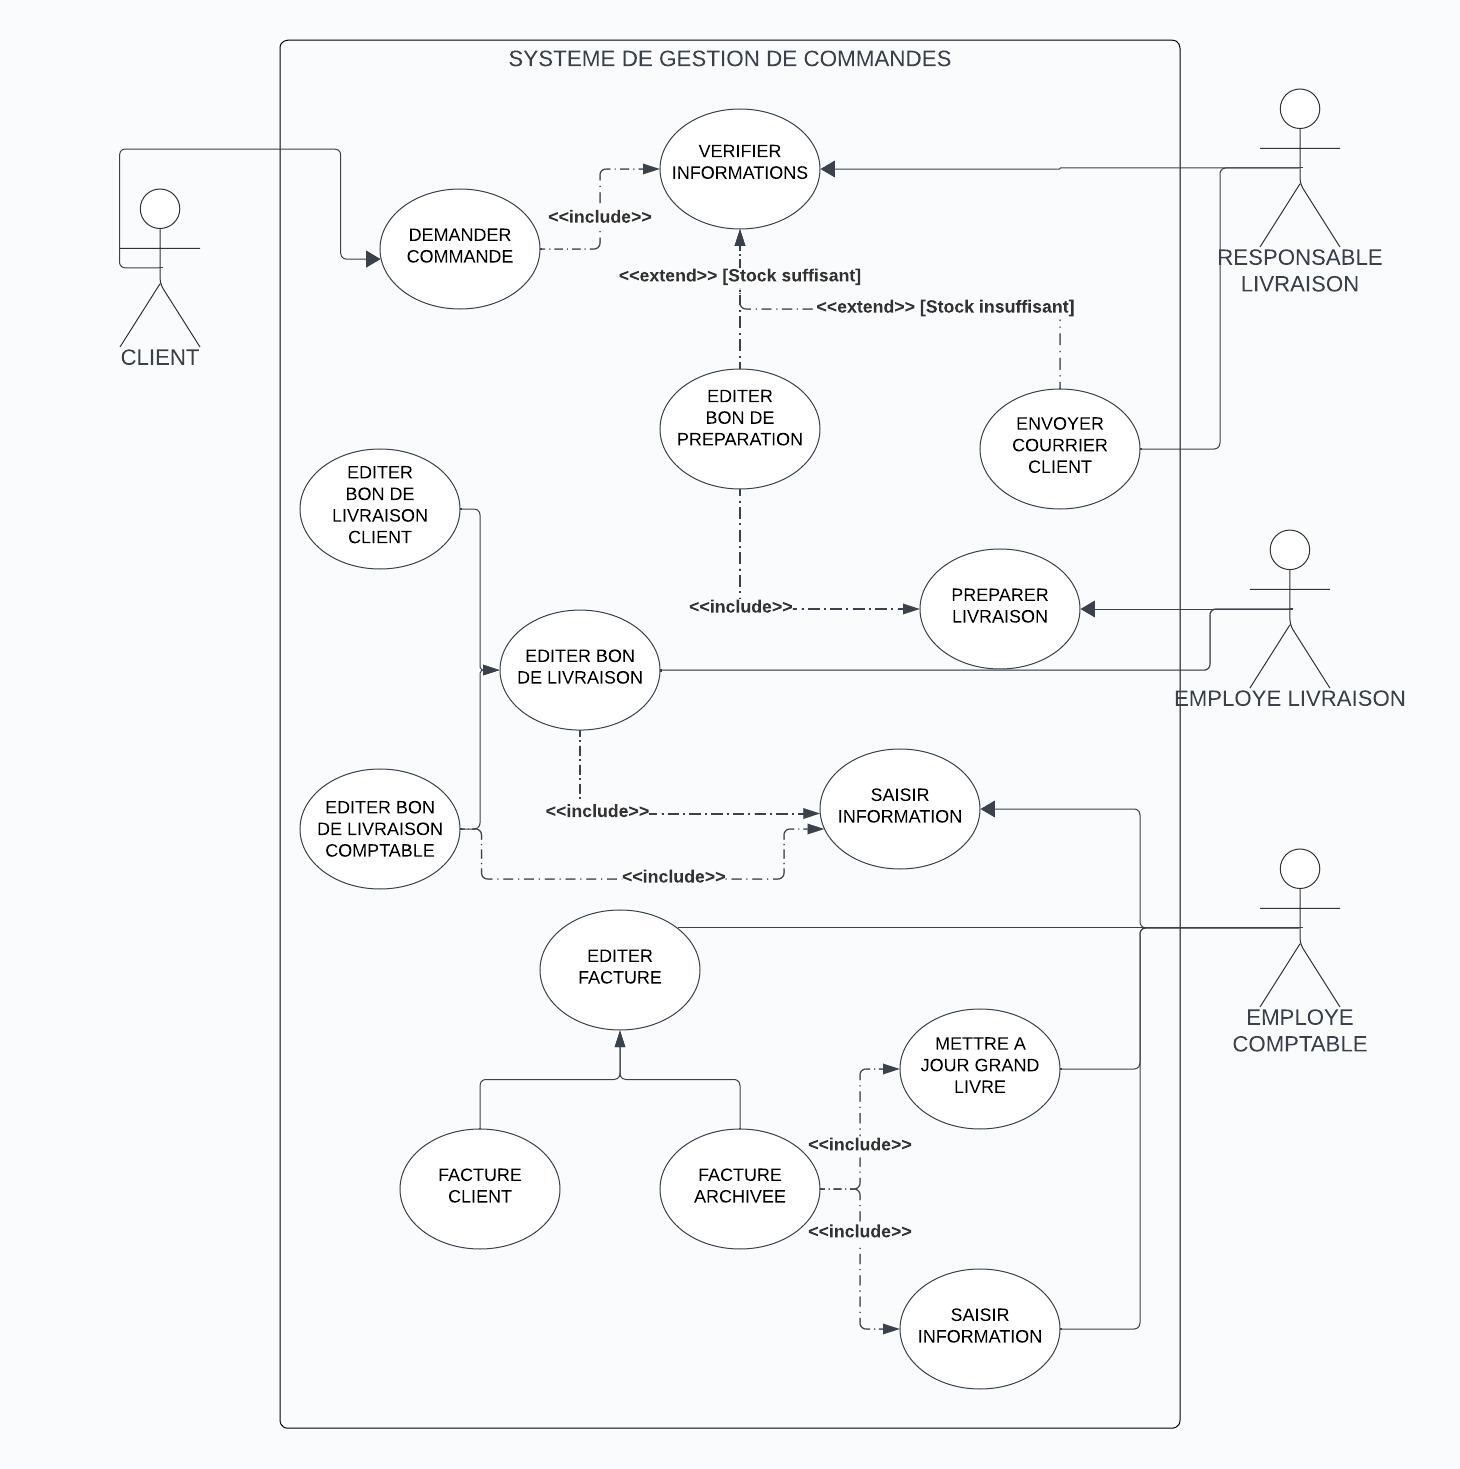 SYSTEME DE GESTION DE COMMANDES
VERIFIER
INFORMATIONS
<<include>>
DEMANDER
COMMANDE
RESPONSABLE
LIVRAISON
<<extend>> [Stock suffisant]
<<extend>> [Stock insuffisant]
CLIENT
EDITER
BON DE
PREPARATION
ENVOYER
COURRIER
CLIENT
EDITER
BON DE
LIVRAISON
CLIENT
<<include>>
PREPARER
LIVRAISON
EDITER BON
DE LIVRAISON
EMPLOYE LIVRAISON
<<include>>
SAISIR
INFORMATION
EDITER BON
DE LIVRAISON
COMPTABLE
<<include>>
EDITER
FACTURE
EMPLOYE
COMPTABLE
METTRE A
JOUR GRAND
LIVRE
<<include>>
FACTURE
CLIENT
FACTURE
ARCHIVEE
<<include>>
SAISIR
INFORMATION